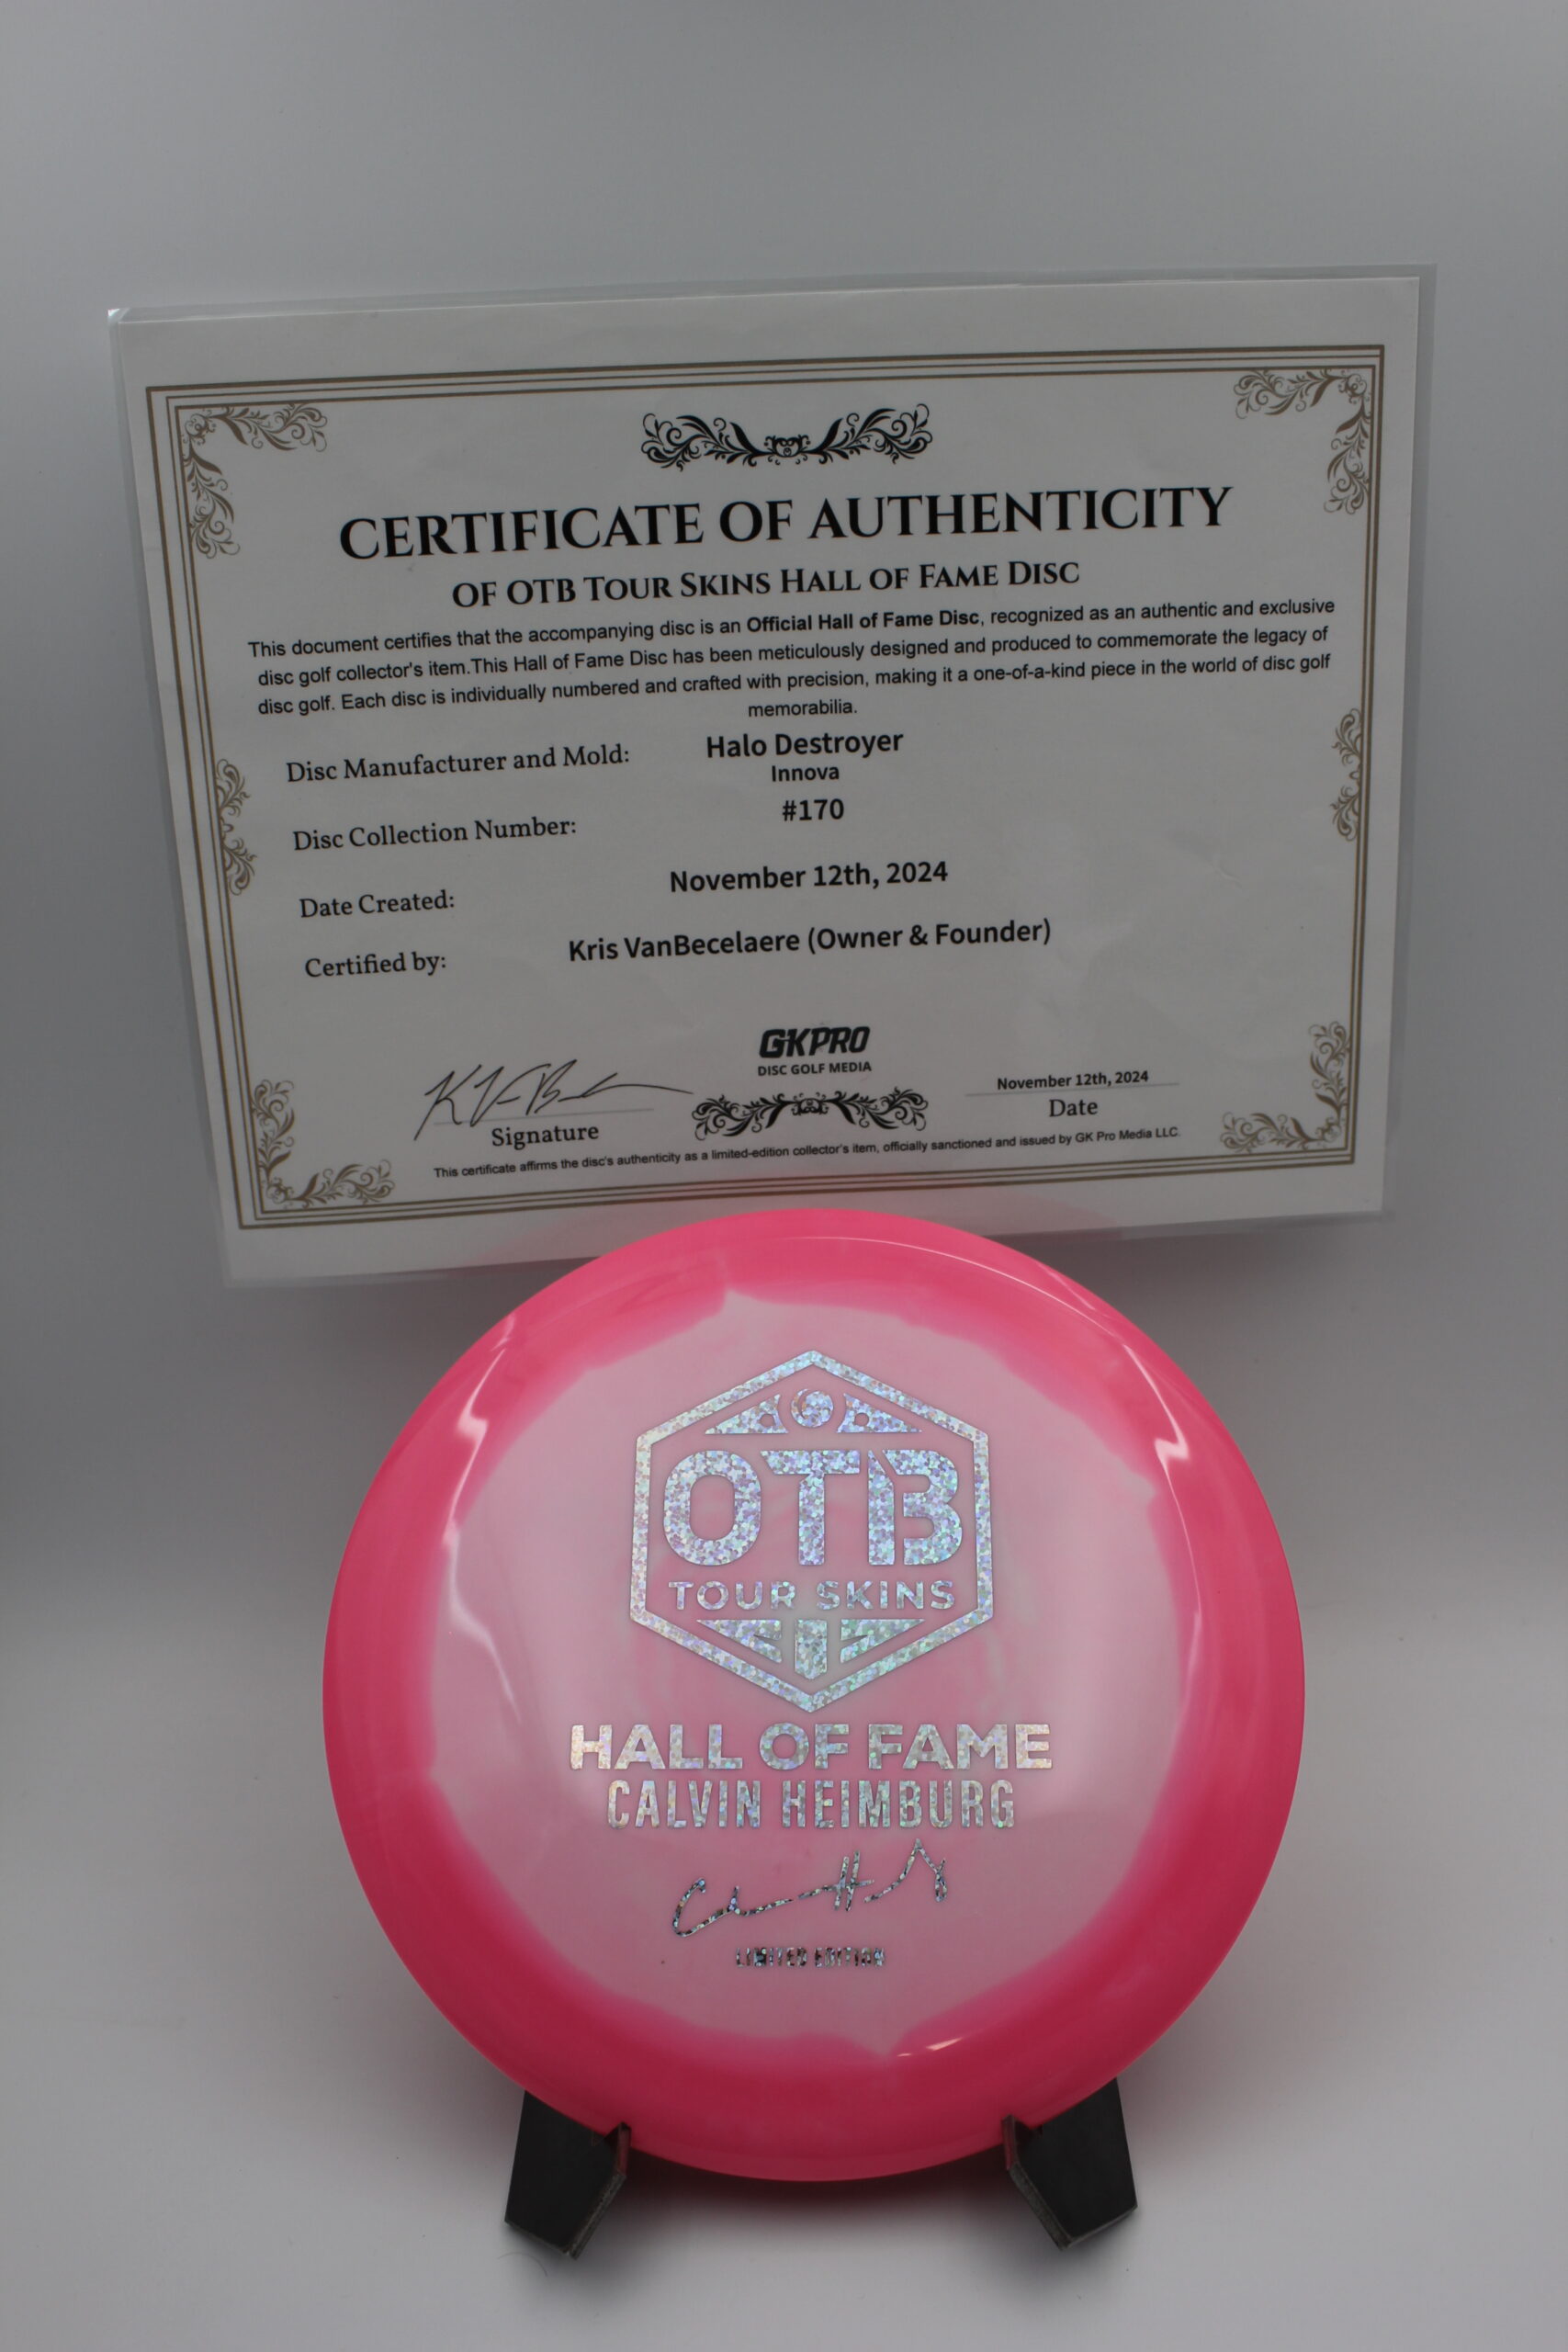 CERTIFICATE OF AUTHENTICITY
OF OTB TOUR SKINS HALL OF FAME DISC
This document certifies that the accompanying disc is an Official Hall of Fame Disc, recognized as an authentic and exclusive
disc golf collector's item.This Hall of Fame Disc has been meticulously designed and produced to commemorate the legacy of
disc golf. Each disc is individually numbered and crafted with precision, making it a one-of-a-kind piece in the world of disc golf
memorabilia.
Disc Manufacturer and Mold: Halo Destroyer
Innova
Disc Collection Number: #170
Date Created: November 12th, 2024
Certified by: Kris VanBecelaere (Owner & Founder)
GKPRO
DISC GOLF MEDIA
November 12th, 2024
Signature
Date
This certificate affirms the disc's authenticity as a limited-edition collector's item, officially sanctioned and issued by GK Pro Media LLC.
OTB
TOUR SKINS
HALL OF FAME
CALVIN HEIMBURG
LIMITED EDITION